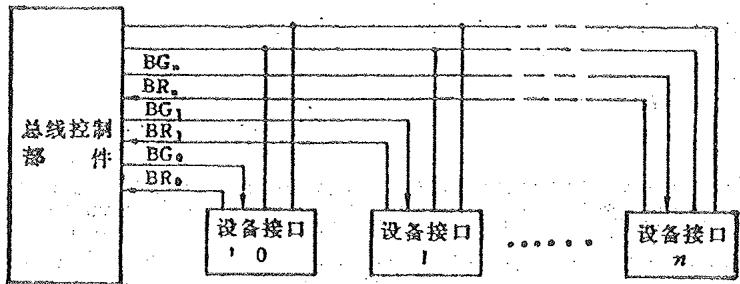 BGₙ
BRₙ
BG₁
BR₁
BG₀
BR₀
总线控制
部 件
设备接口
0
设备接口
1
......
设备接口
n